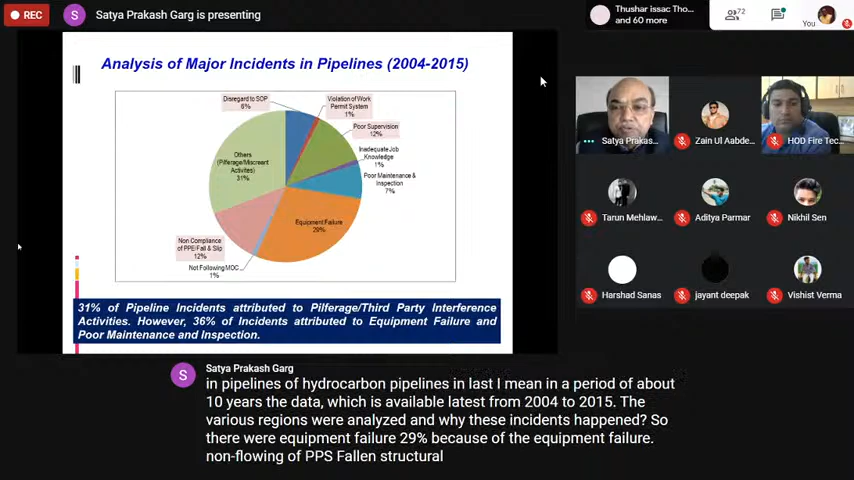 REC
S
Satya Prakash Garg is presenting
Thushar issac Tho...
and 60 more
72
You
Analysis of Major Incidents in Pipelines (2004-2015)
Disregard to SOP
6%
Violation of Work
Permit System
1%
Poor Supervision
12%
Inadequate Job
Knowledge
1%
Poor Maintenance &
Inspection
7%
Others
(Pilferage/Miscreant
Activites)
31%
Equipment Failure
29%
Non Compliance
of PPE/Fall & Slip
12%
Not Following MOC
1%
31% of Pipeline Incidents attributed to Pilferage/Third Party Interference
Activities. However, 36% of Incidents attributed to Equipment Failure and
Poor Maintenance and Inspection.
Satya Prakas...
Zain Ul Aabde...
HOD Fire Tec...
Tarun Mehlaw...
Aditya Parmar
Nikhil Sen
Harshad Sanas
jayant deepak
Vishist Verma
S
Satya Prakash Garg
in pipelines of hydrocarbon pipelines in last I mean in a period of about
10 years the data, which is available latest from 2004 to 2015. The
various regions were analyzed and why these incidents happened? So
there were equipment failure 29% because of the equipment failure.
non-flowing of PPS Fallen structural